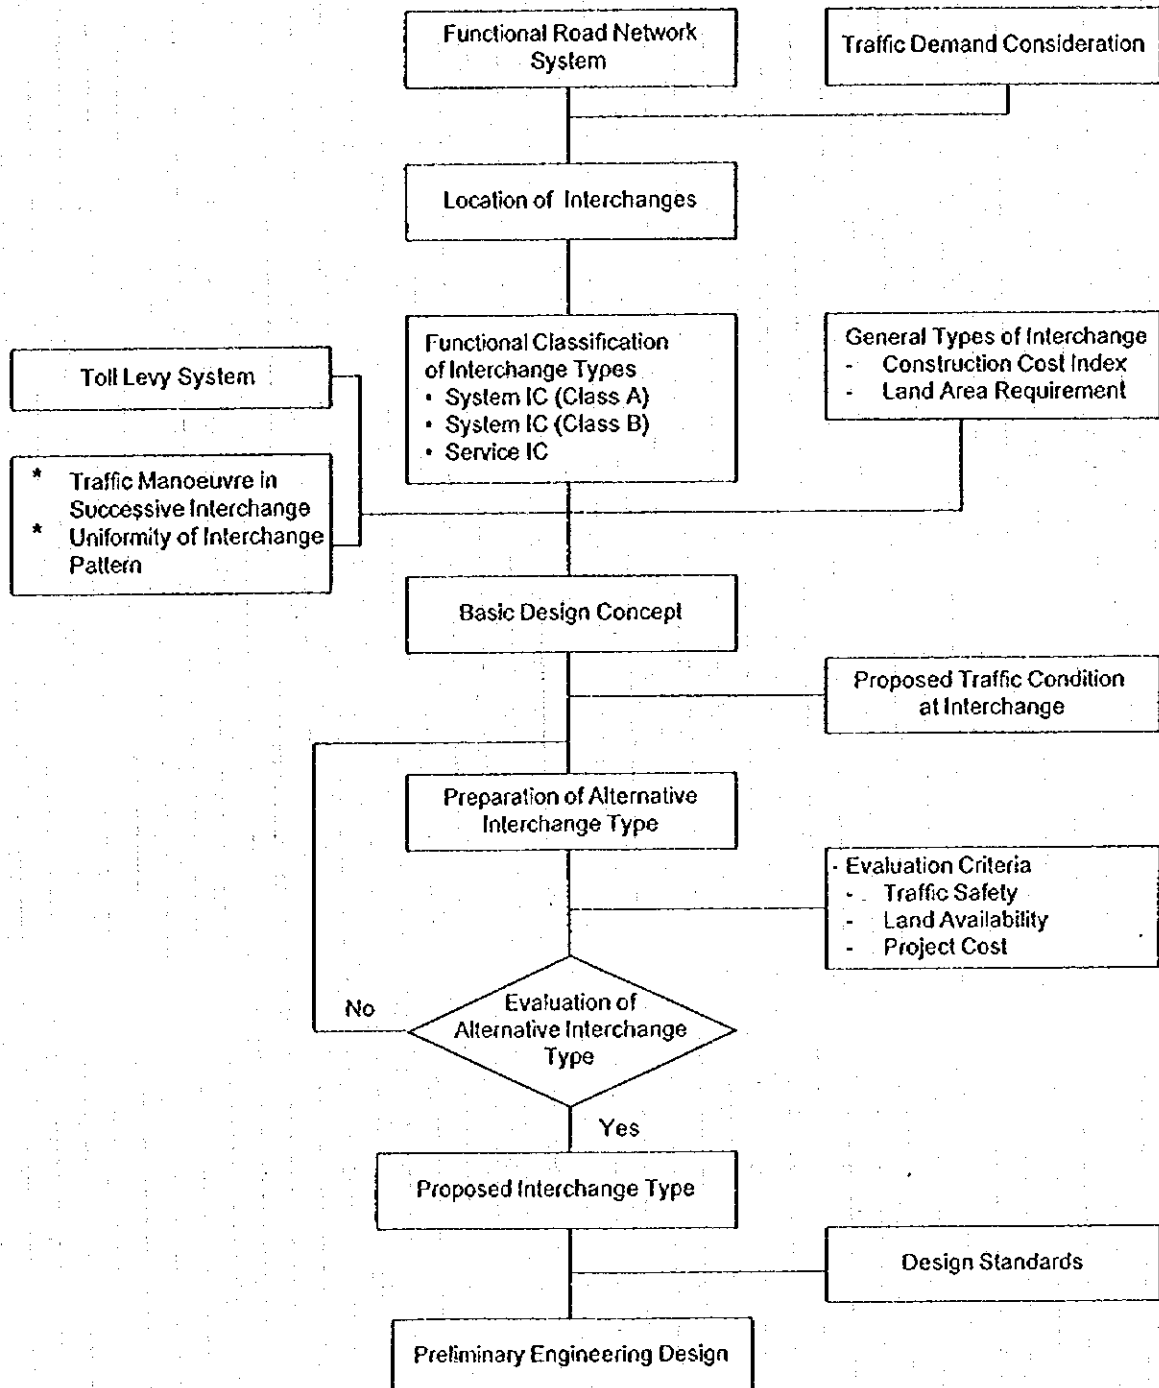 Functional Road Network
System
Traffic Demand Consideration
Location of Interchanges
Functional Classification
of Interchange Types
• System IC (Class A)
• System IC (Class B)
• Service IC
General Types of Interchange
- Construction Cost Index
- Land Area Requirement
Toll Levy System
* Traffic Manoeuvre in
Successive Interchange
* Uniformity of Interchange
Pattern
Basic Design Concept
Proposed Traffic Condition
at Interchange
Preparation of Alternative
Interchange Type
- Evaluation Criteria
- Traffic Safety
- Land Availability
- Project Cost
Evaluation of
Alternative Interchange
Type
No
Yes
Proposed Interchange Type
Design Standards
Preliminary Engineering Design